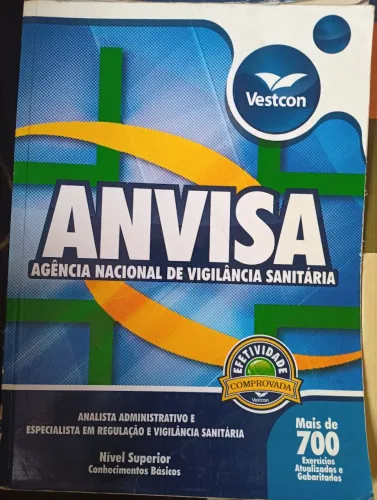 Vestcon
ANVISA
AGÊNCIA NACIONAL DE VIGILÂNCIA SANITÁRIA
EFETIVIDADE
COMPROVADA
Vestcon
ANALISTA ADMINISTRATIVO E
ESPECIALISTA EM REGULAÇÃO E VIGILÂNCIA SANITÁRIA
Nível Superior
Conhecimentos Básicos
Mais de
700
Exercícios
Atualizados e
Gabaritados